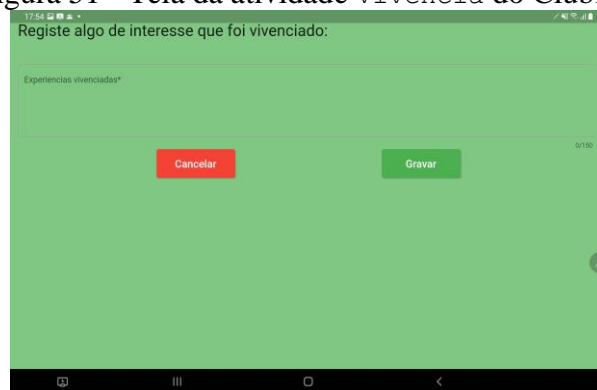 Figura 51 - Tela da atividade Vivência do Clube
17:54
Registe algo de interesse que foi vivenciado:
Experiencias vivenciadas*
0/150
Cancelar
Gravar